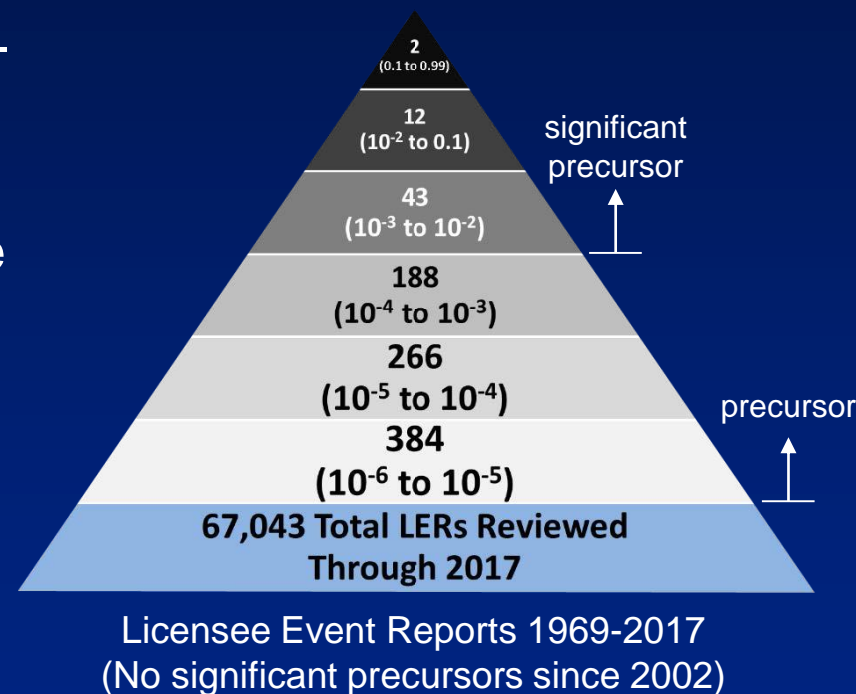 2
(0.1 to 0.99)
12
(10⁻² to 0.1)
significant
precursor
43
(10⁻³ to 10⁻²)
e
188
(10⁻⁴ to 10⁻³)
266
(10⁻⁵ to 10⁻⁴)
precursor
384
(10⁻⁶ to 10⁻⁵)
67,043 Total LERs Reviewed
Through 2017
Licensee Event Reports 1969-2017
(No significant precursors since 2002)